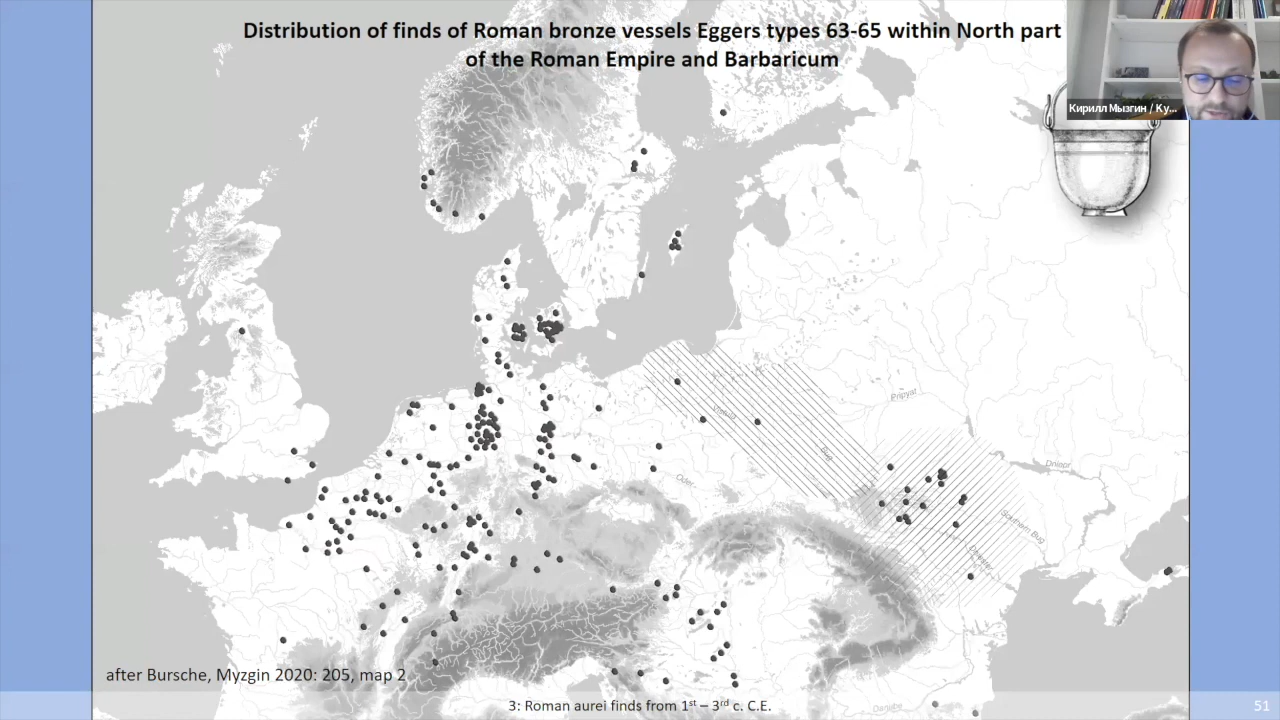 Distribution of finds of Roman bronze vessels Eggers types 63-65 within North part
of the Roman Empire and Barbaricum
Кирилл Мызгин / Ку...
Pripyat
Vistula
Bug
Dniepr
Oder
Southern Bug
Dniester
Danube
after Bursche, Myzgin 2020: 205, map 2
3: Roman aurei finds from 1st – 3rd c. C.E.
51